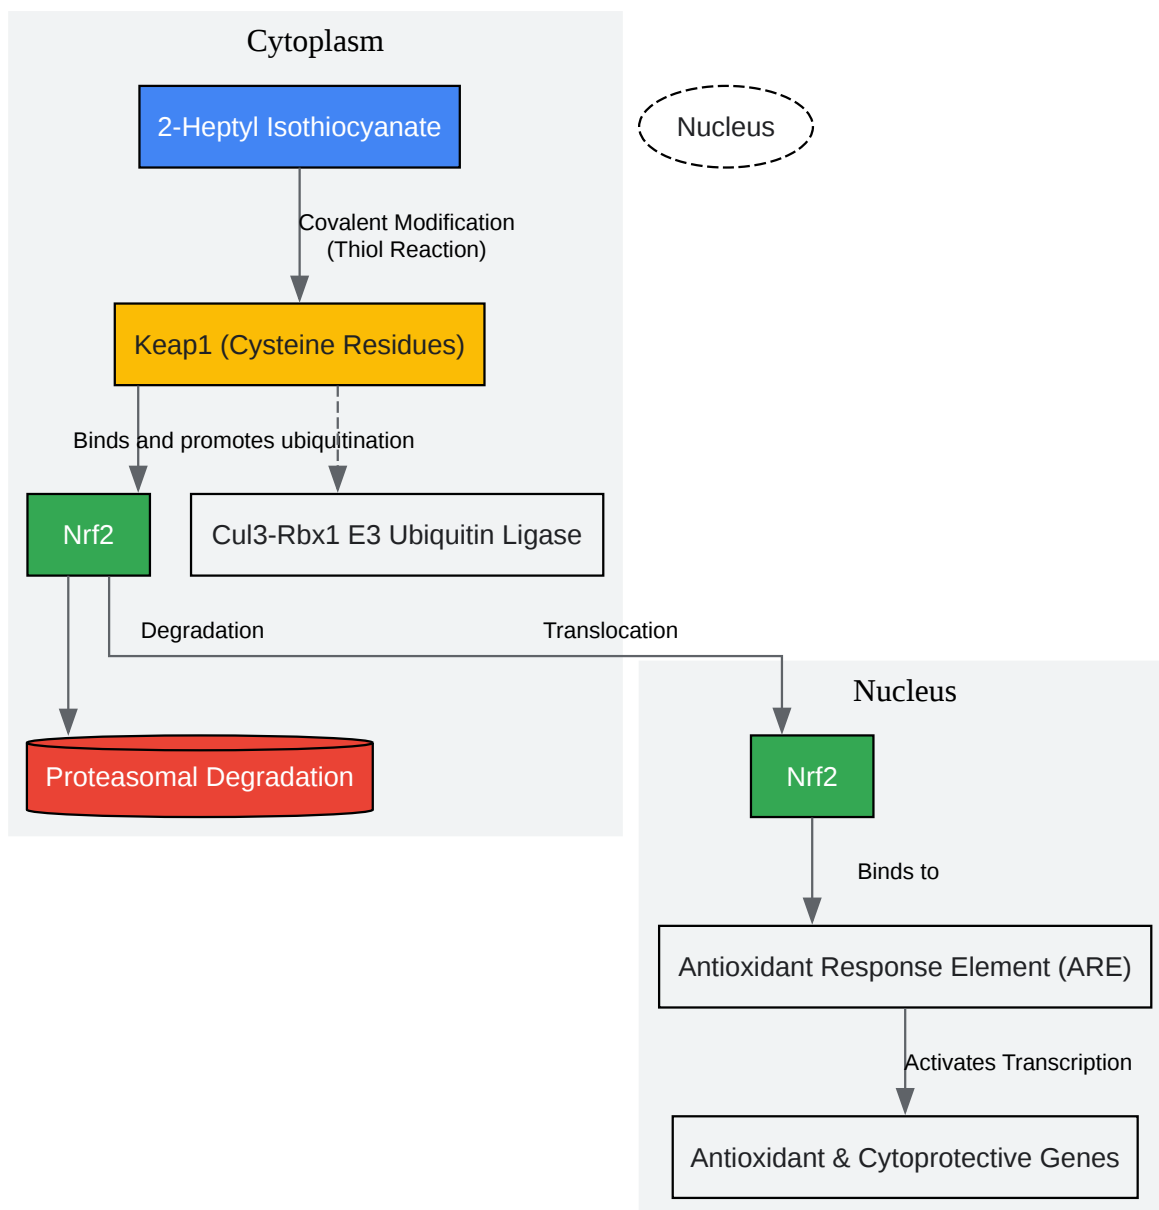 Cytoplasm
2-Heptyl Isothiocyanate
Nucleus
Covalent Modification
(Thiol Reaction)
Keap1 (Cysteine Residues)
Binds and promotes ubiquitination
Nrf2
Cul3-Rbx1 E3 Ubiquitin Ligase
Degradation
Translocation
Nucleus
Proteasomal Degradation
Nrf2
Binds to
Antioxidant Response Element (ARE)
Activates Transcription
Antioxidant & Cytoprotective Genes